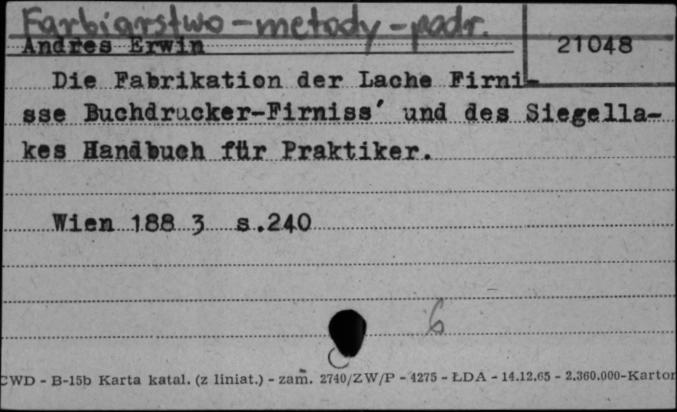 Farbiarstwo - metody - podr.
Andres Erwin
21048
Die Fabrikation der Lache Firni-
sse Buchdrucker-Firniss' und des Siegella-
kes Handbuch für Praktiker.
Wien 188 3 s.240
6
CWD - B-15b Karta katal. (z liniat.) - zam. 2740/ZW/P - 4275 - ŁDA - 14.12.65 - 2.360.000-Karton